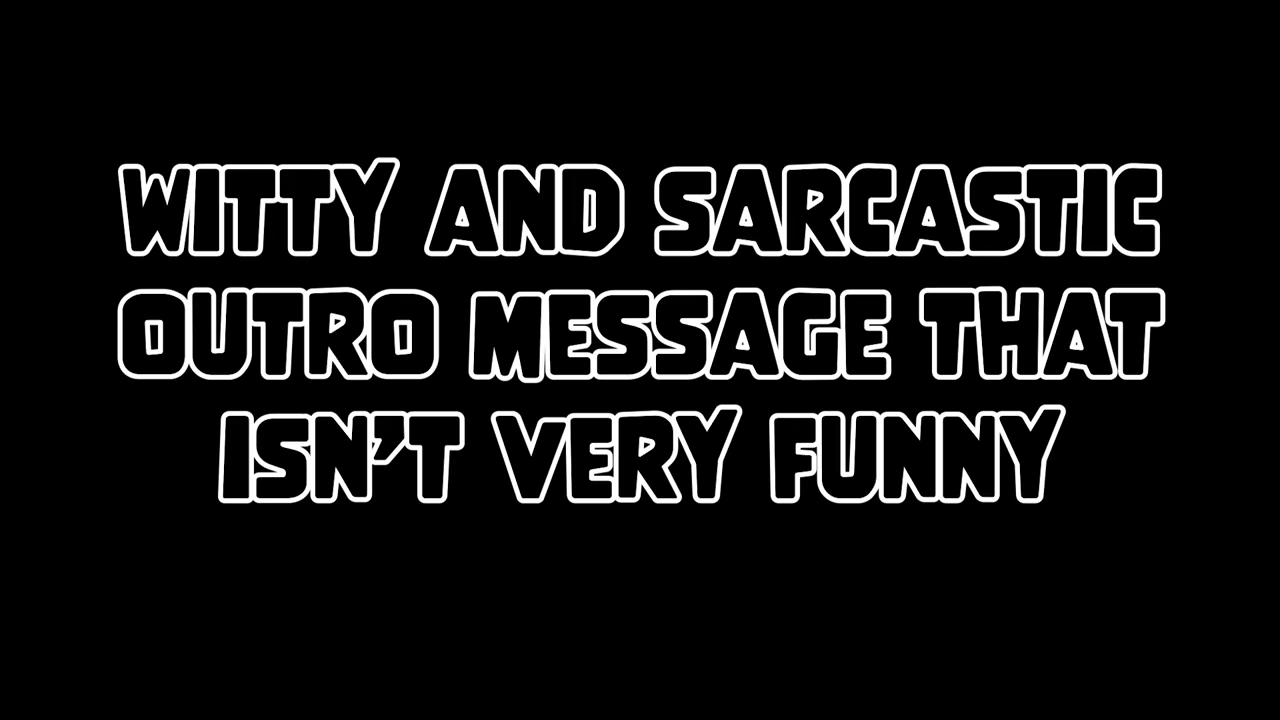 WITTY AND SARCASTIC
OUTRO MESSAGE THAT
ISN'T VERY FUNNY